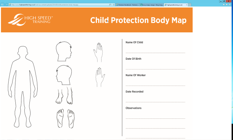 HIGH SPEED
TRAINING
Child Protection Body Map
Name Of Child
Date Of Birth
Name Of Worker
Date Recorded
Observations